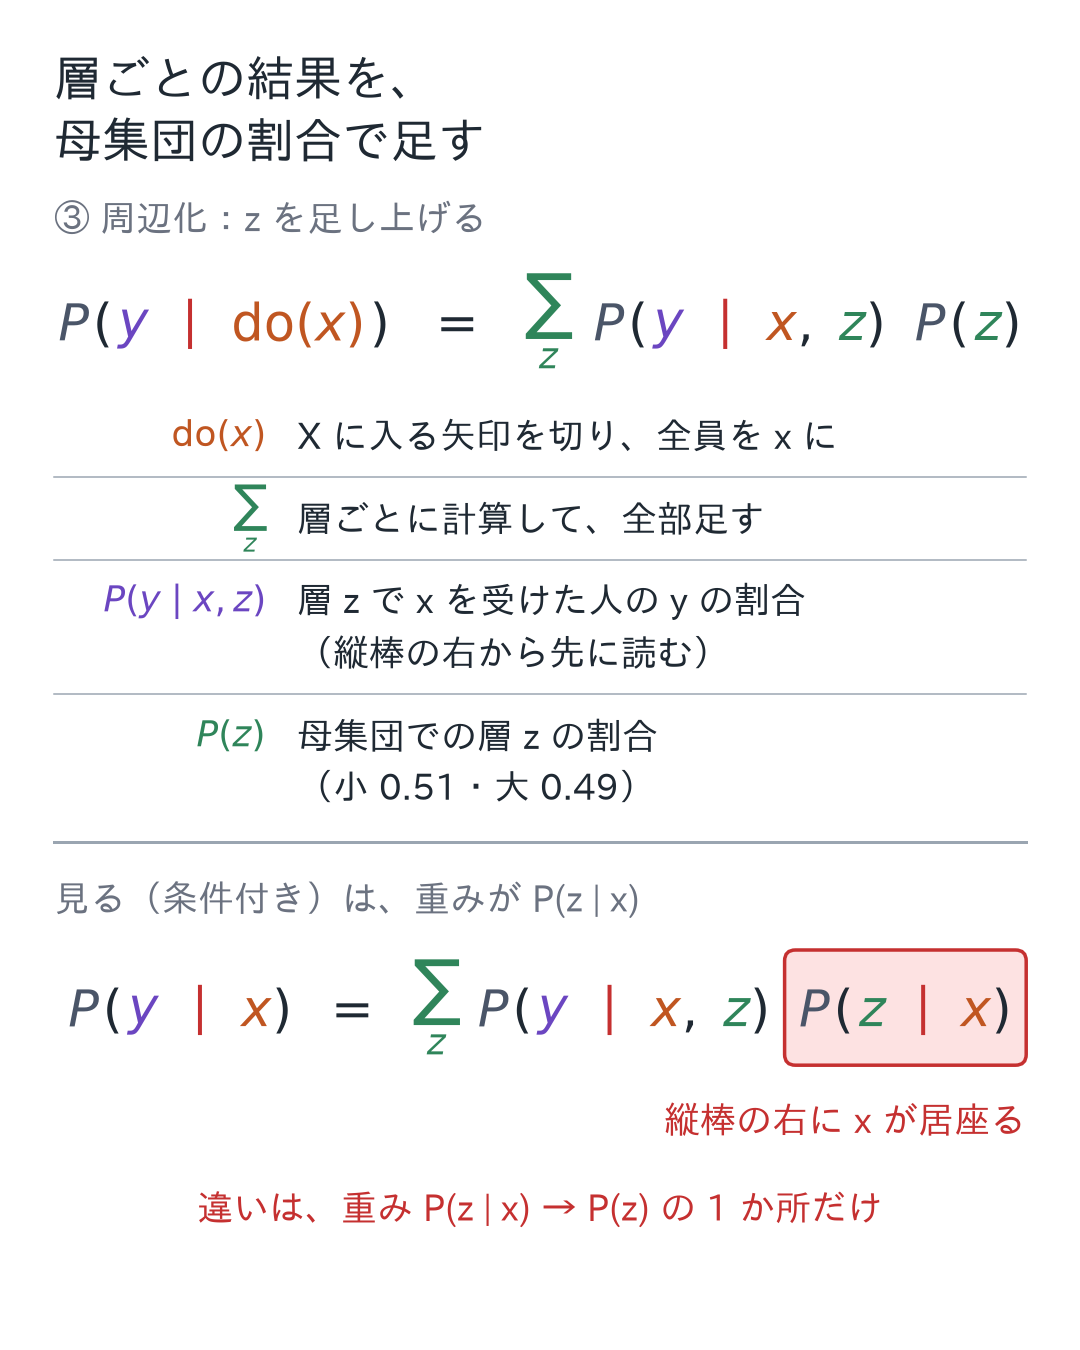 層ごとの結果を、
母集団の割合で足す
③ 周辺化：z を足し上げる
P(y | do(x)) = ∑z P(y | x, z) P(z)
do(x) X に入る矢印を切り、全員を x に
∑z 層ごとに計算して、全部足す
P(y | x, z) 層 z で x を受けた人の y の割合
（縦棒の右から先に読む）
P(z) 母集団での層 z の割合
（小 0.51・大 0.49）
見る（条件付き）は、重みが P(z | x)
P(y | x) = ∑z P(y | x, z) P(z | x)
縦棒の右に x が居座る
違いは、重み P(z | x) → P(z) の 1 か所だけ